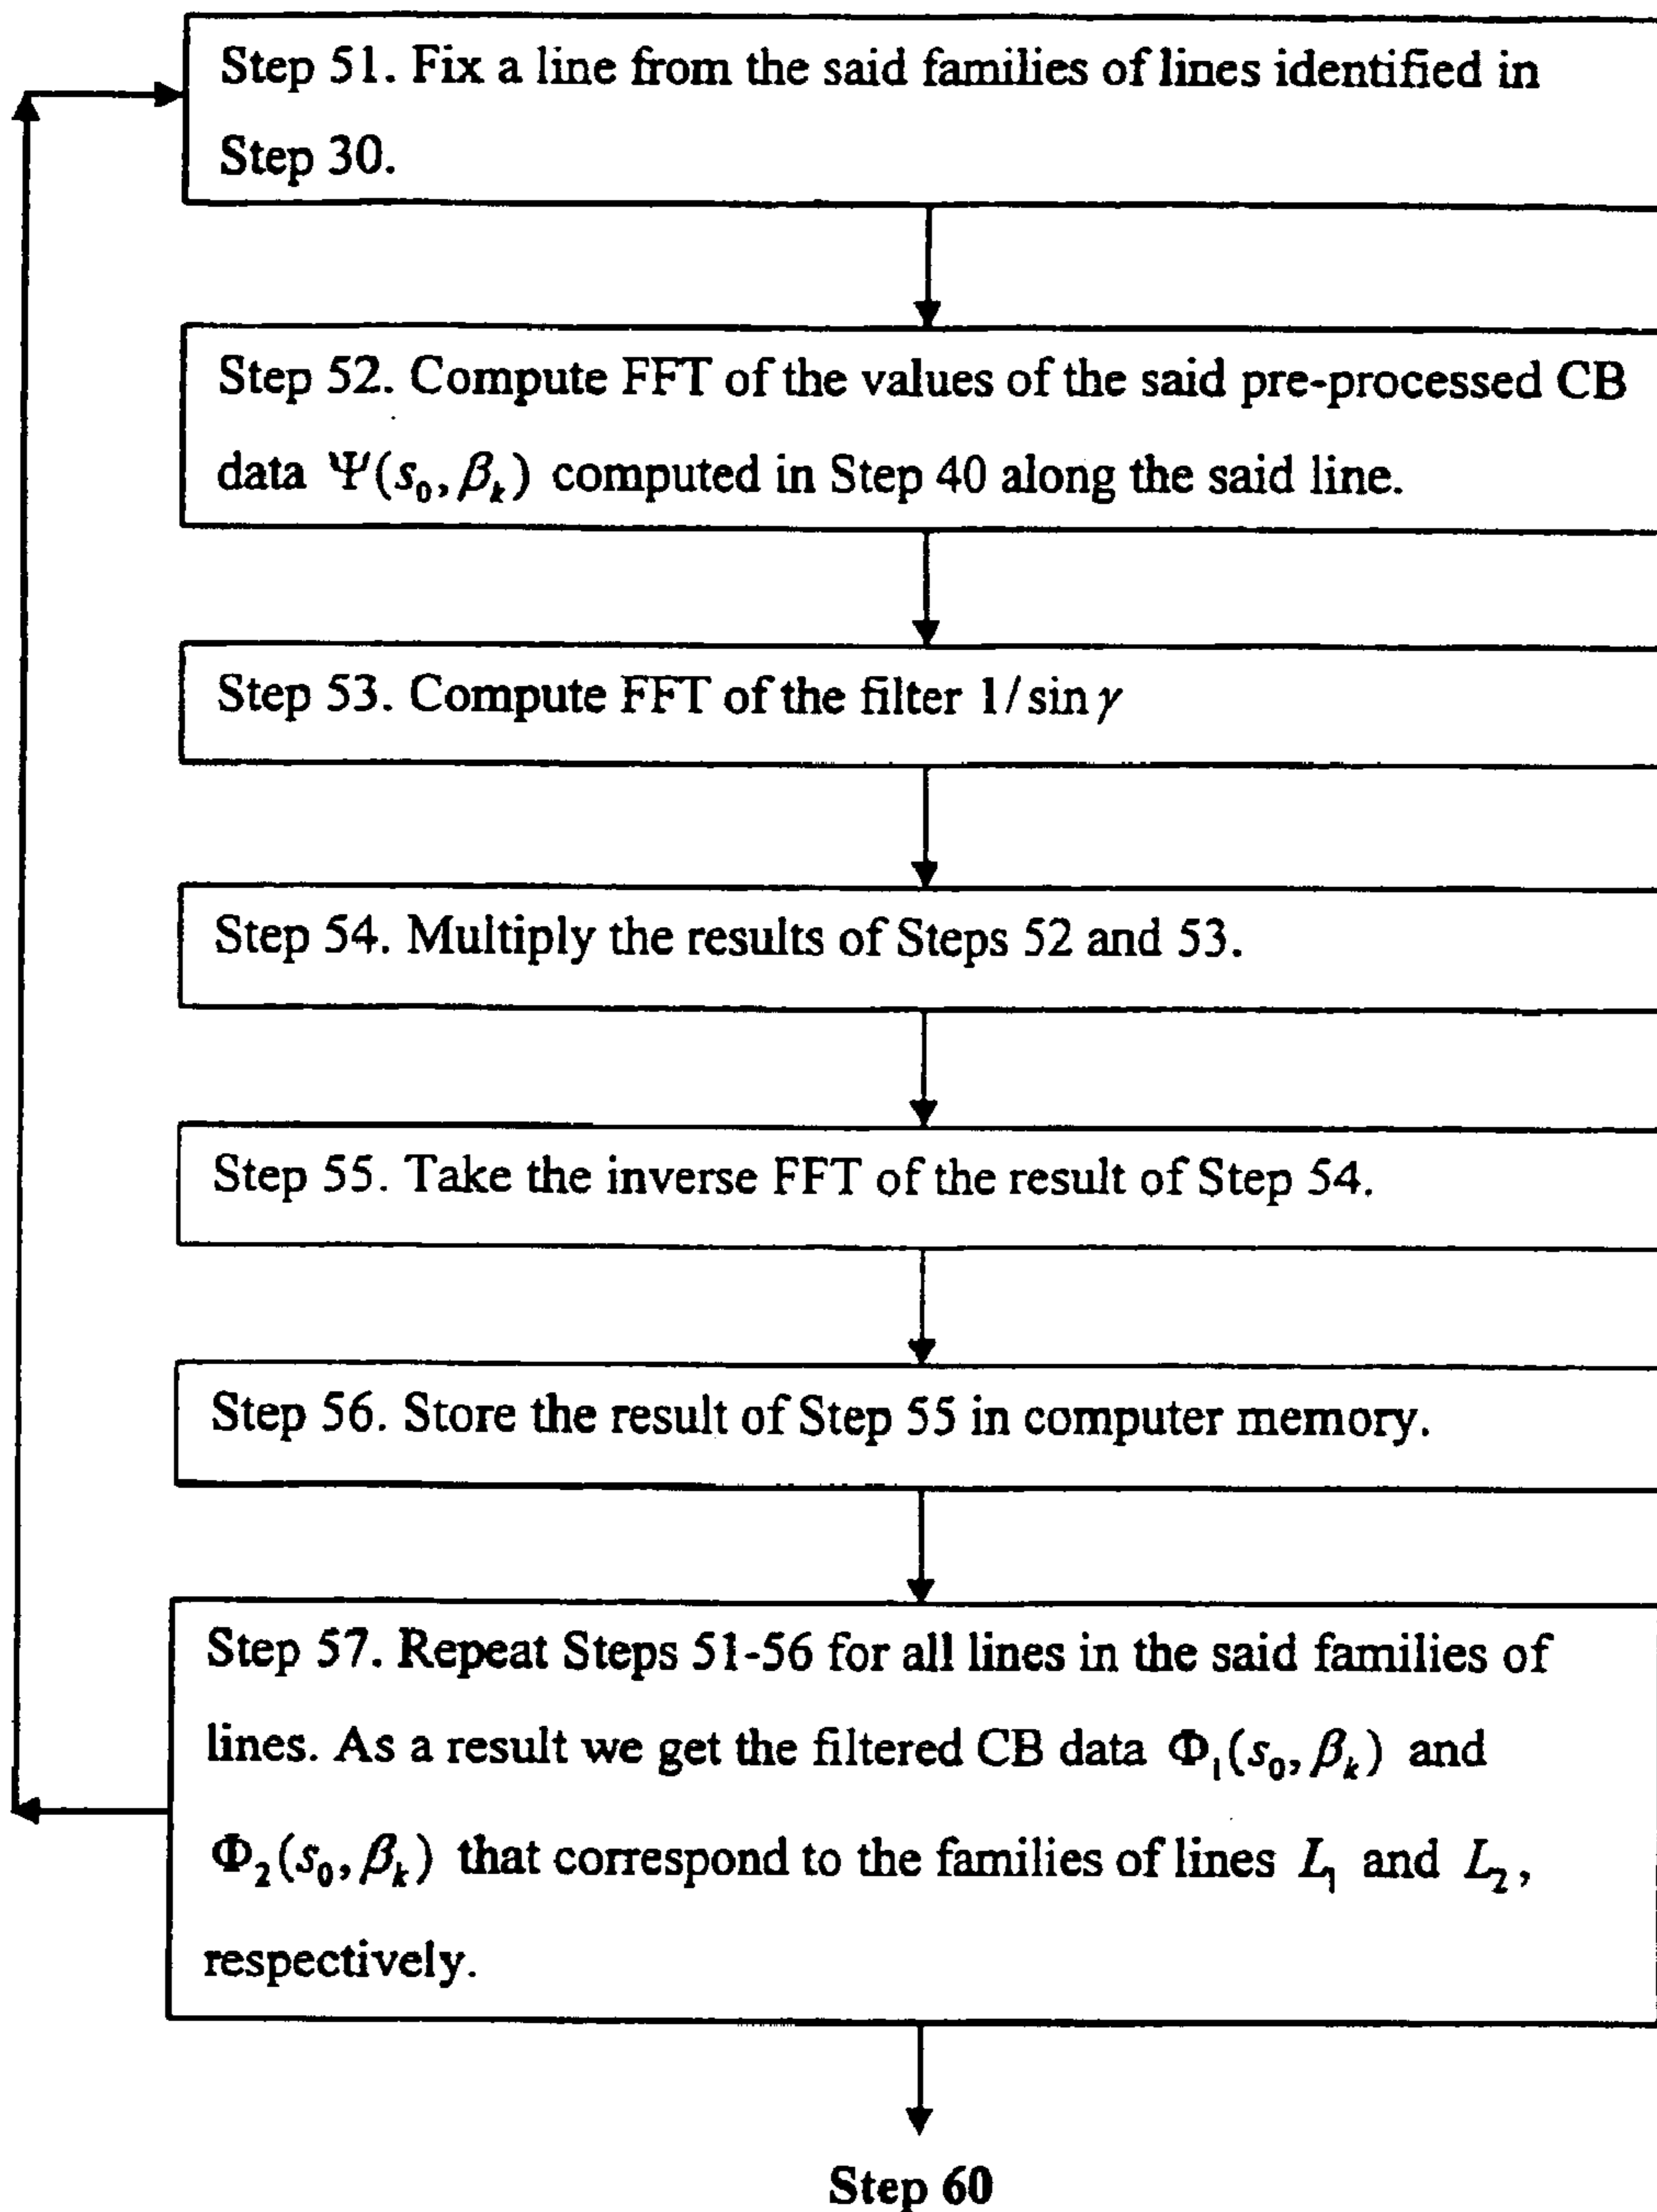 Step 51. Fix a line from the said families of lines identified in
Step 30.
Step 52. Compute FFT of the values of the said pre-processed CB
data Ψ(s₀, βₖ) computed in Step 40 along the said line.
Step 53. Compute FFT of the filter 1/sin γ
Step 54. Multiply the results of Steps 52 and 53.
Step 55. Take the inverse FFT of the result of Step 54.
Step 56. Store the result of Step 55 in computer memory.
Step 57. Repeat Steps 51-56 for all lines in the said families of
lines. As a result we get the filtered CB data Φ₁(s₀, βₖ) and
Φ₂(s₀, βₖ) that correspond to the families of lines L₁ and L₂,
respectively.
Step 60